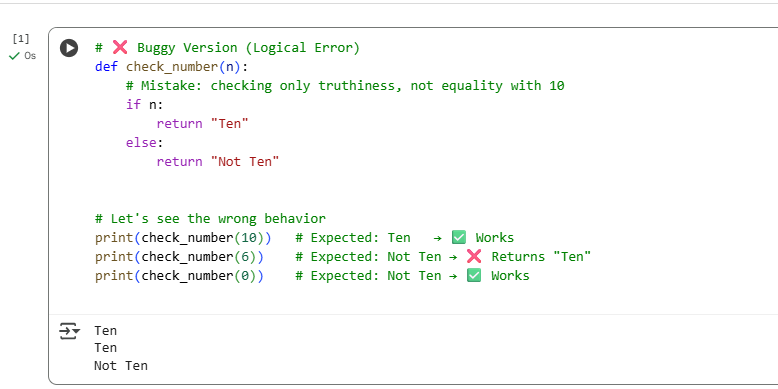 [1]
✓ 0s
# ❌ Buggy Version (Logical Error)
def check_number(n):
    # Mistake: checking only truthiness, not equality with 10
    if n:
        return "Ten"
    else:
        return "Not Ten"
# Let's see the wrong behavior
print(check_number(10))   # Expected: Ten   → ✅ Works
print(check_number(6))    # Expected: Not Ten → ❌ Returns "Ten"
print(check_number(0))    # Expected: Not Ten → ✅ Works
Ten
Ten
Not Ten